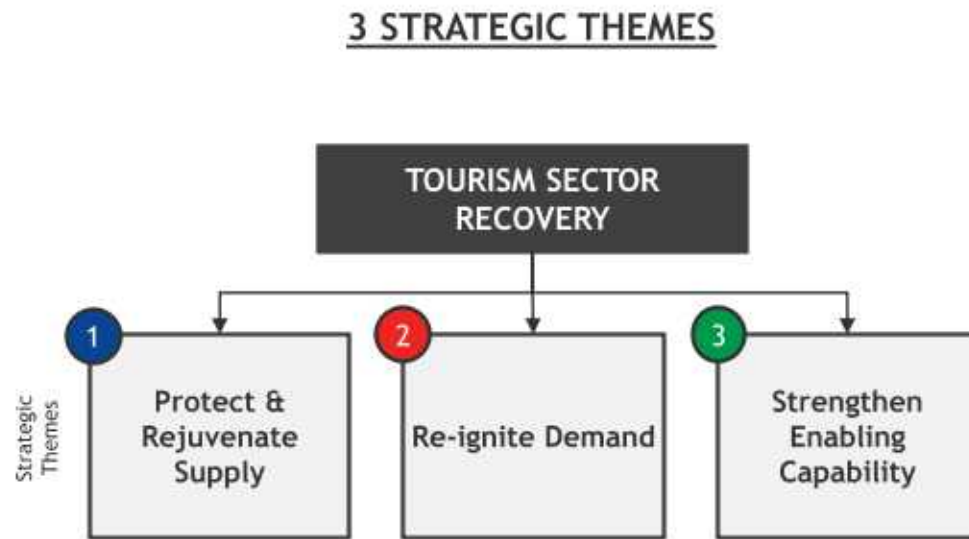 3 STRATEGIC THEMES
TOURISM SECTOR
RECOVERY
1
2
3
Strategic
Themes
Protect &
Rejuvenate
Supply
Re-ignite Demand
Strengthen
Enabling
Capability